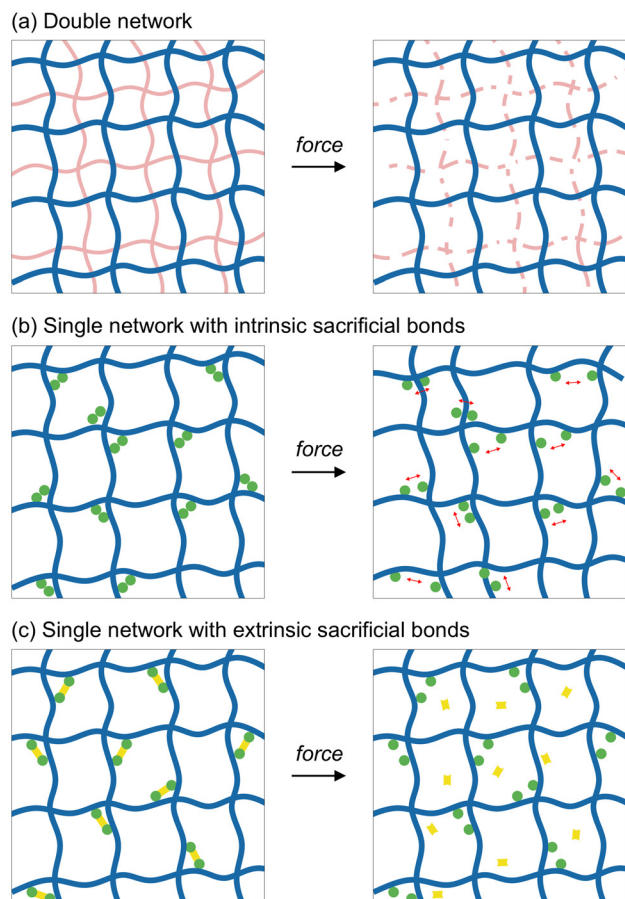 (a) Double network
force
(b) Single network with intrinsic sacrificial bonds
force
(c) Single network with extrinsic sacrificial bonds
force